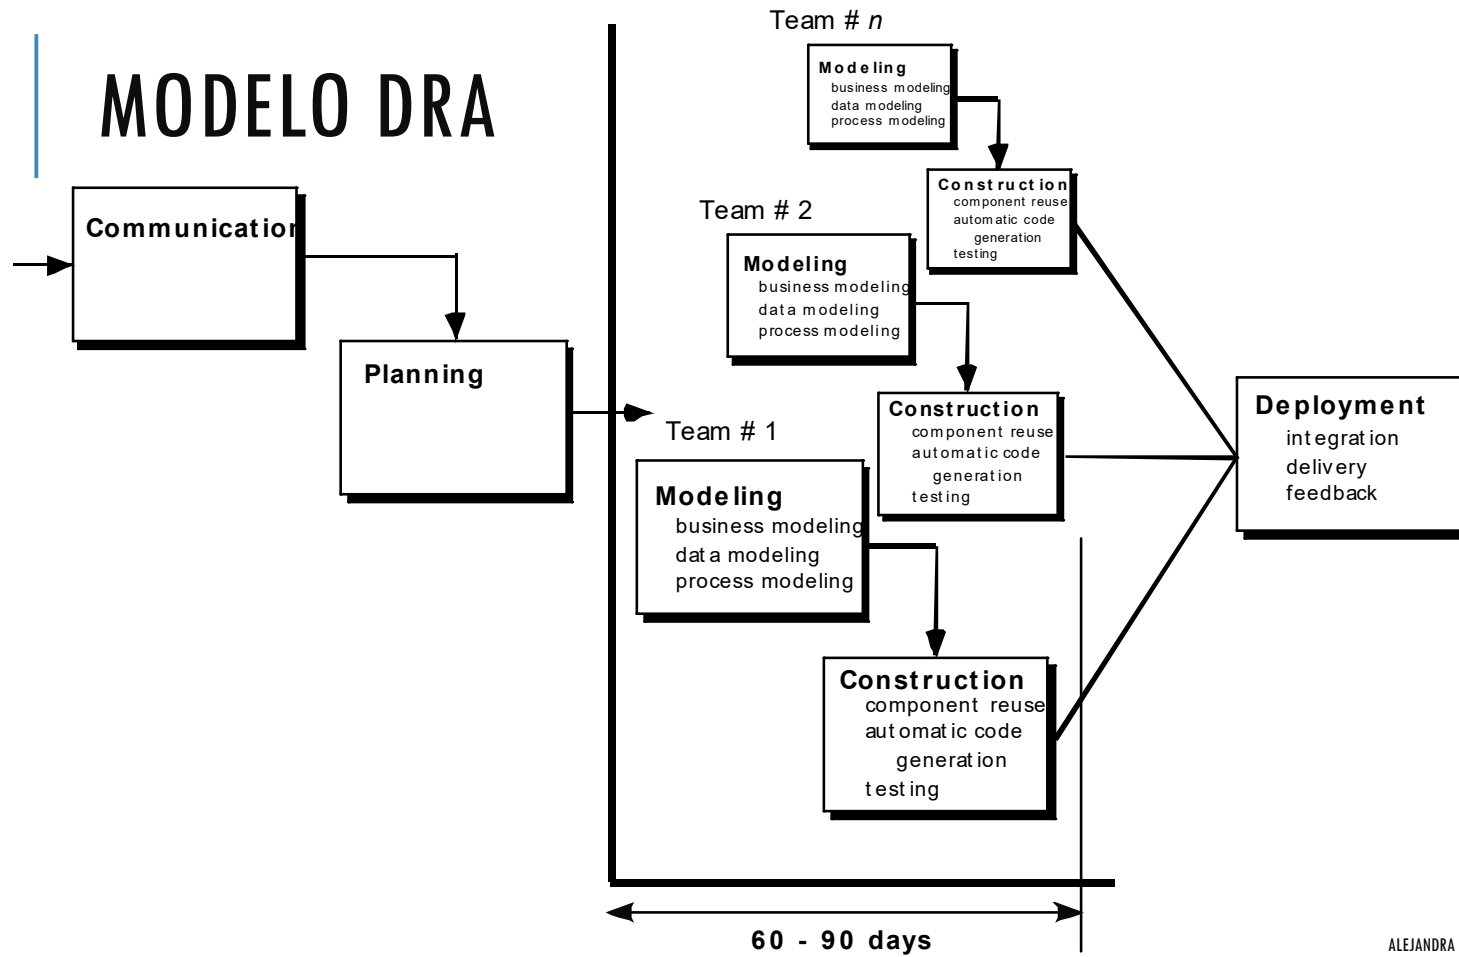 MODELO DRA
Communication
Planning
Team # n
Modeling
business modeling
data modeling
process modeling
Construction
component reuse
automatic code
generation
testing
Team # 2
Modeling
business modeling
data modeling
process modeling
Construction
component reuse
automatic code
generation
testing
Team # 1
Modeling
business modeling
data modeling
process modeling
Construction
component reuse
automatic code
generation
testing
Deployment
integration
delivery
feedback
60 - 90 days
ALEJANDRA